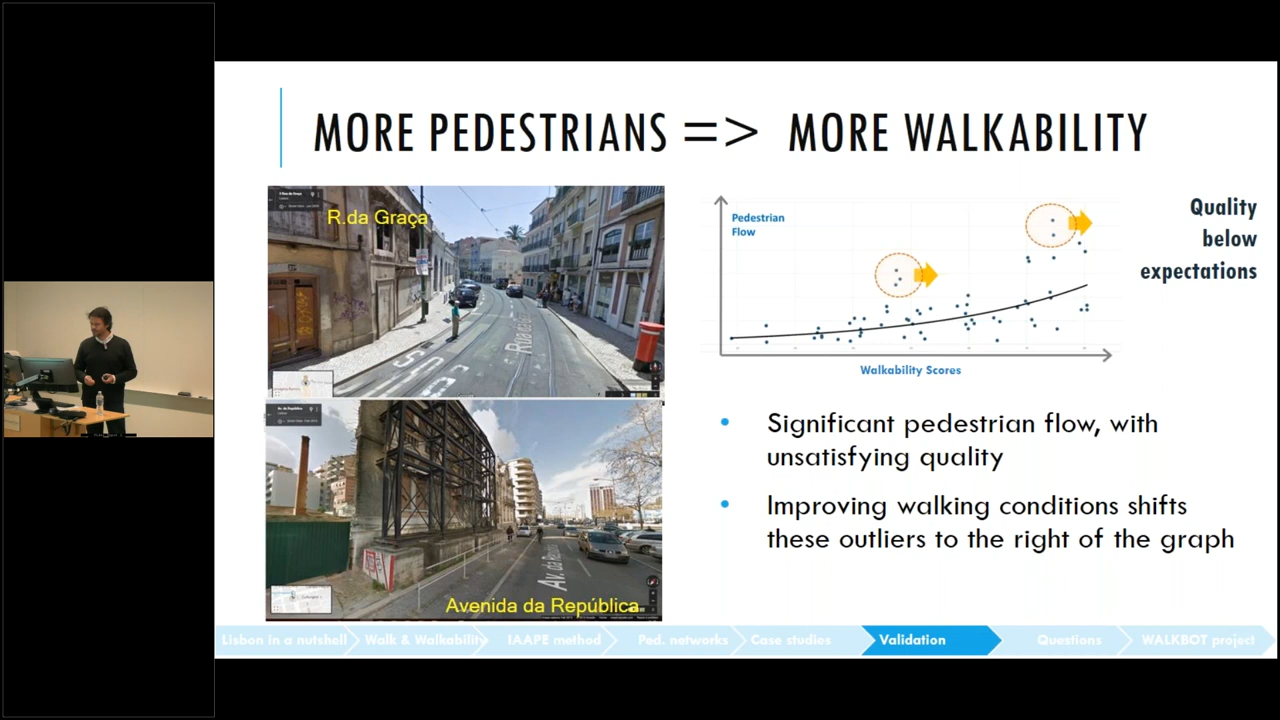 MORE PEDESTRIANS => MORE WALKABILITY
R.da Graça
Rua da
Avenida da República
Pedestrian
Flow
Walkability Scores
Quality
below
expectations
• Significant pedestrian flow, with
unsatisfying quality
• Improving walking conditions shifts
these outliers to the right of the graph
Lisbon in a nutshell
Walk & Walkability
IAAPE method
Ped. networks
Case studies
Validation
Questions
WALKBOT project